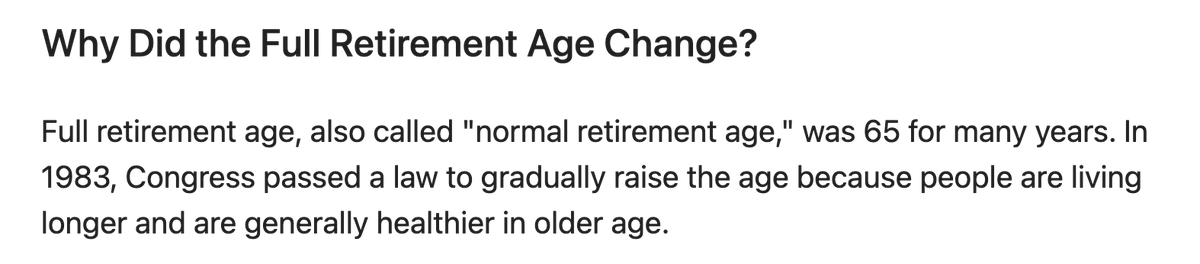 Why Did the Full Retirement Age Change?
Full retirement age, also called "normal retirement age," was 65 for many years. In
1983, Congress passed a law to gradually raise the age because people are living
longer and are generally healthier in older age.